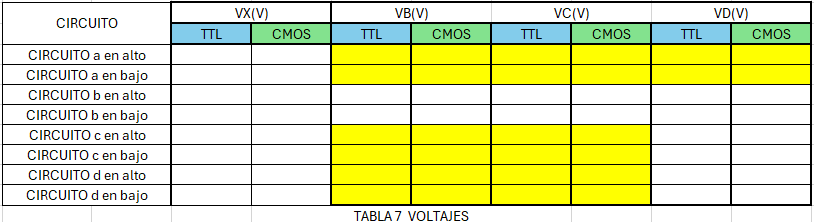 CIRCUITO VX(V) VB(V) VC(V) VD(V)
TTL CMOS TTL CMOS TTL CMOS TTL CMOS
CIRCUITO a en alto
CIRCUITO a en bajo
CIRCUITO b en alto
CIRCUITO b en bajo
CIRCUITO c en alto
CIRCUITO c en bajo
CIRCUITO d en alto
CIRCUITO d en bajo
TABLA 7 VOLTAJES